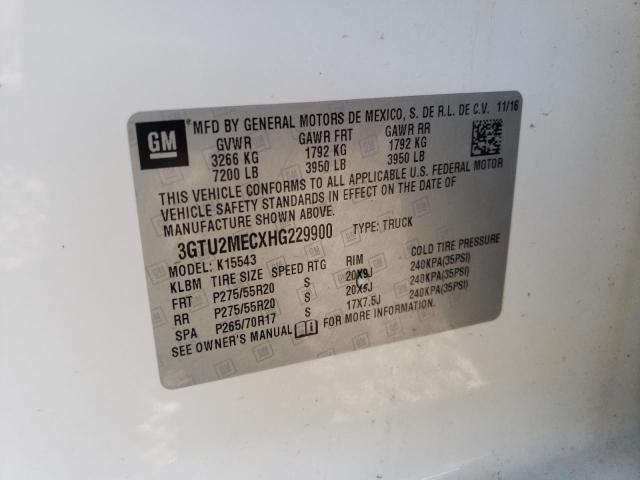 GM
MFD BY GENERAL MOTORS DE MEXICO, S. DE R.L. DE C.V. 11/16
GVWR GAWR FRT GAWR RR
3266 KG 1792 KG 1792 KG
7200 LB 3950 LB 3950 LB
THIS VEHICLE CONFORMS TO ALL APPLICABLE U.S. FEDERAL MOTOR
VEHICLE SAFETY STANDARDS IN EFFECT ON THE DATE OF
MANUFACTURE SHOWN ABOVE.
3GTU2MECXHG229900 TYPE: TRUCK
MODEL: K15543
KLBM TIRE SIZE SPEED RTG RIM COLD TIRE PRESSURE
FRT P275/55R20 S 20X9J 240KPA(35PSI)
RR P275/55R20 S 20X9J 240KPA(35PSI)
SPA P265/70R17 S 17X7.5J 240KPA(35PSI)
SEE OWNER'S MANUAL